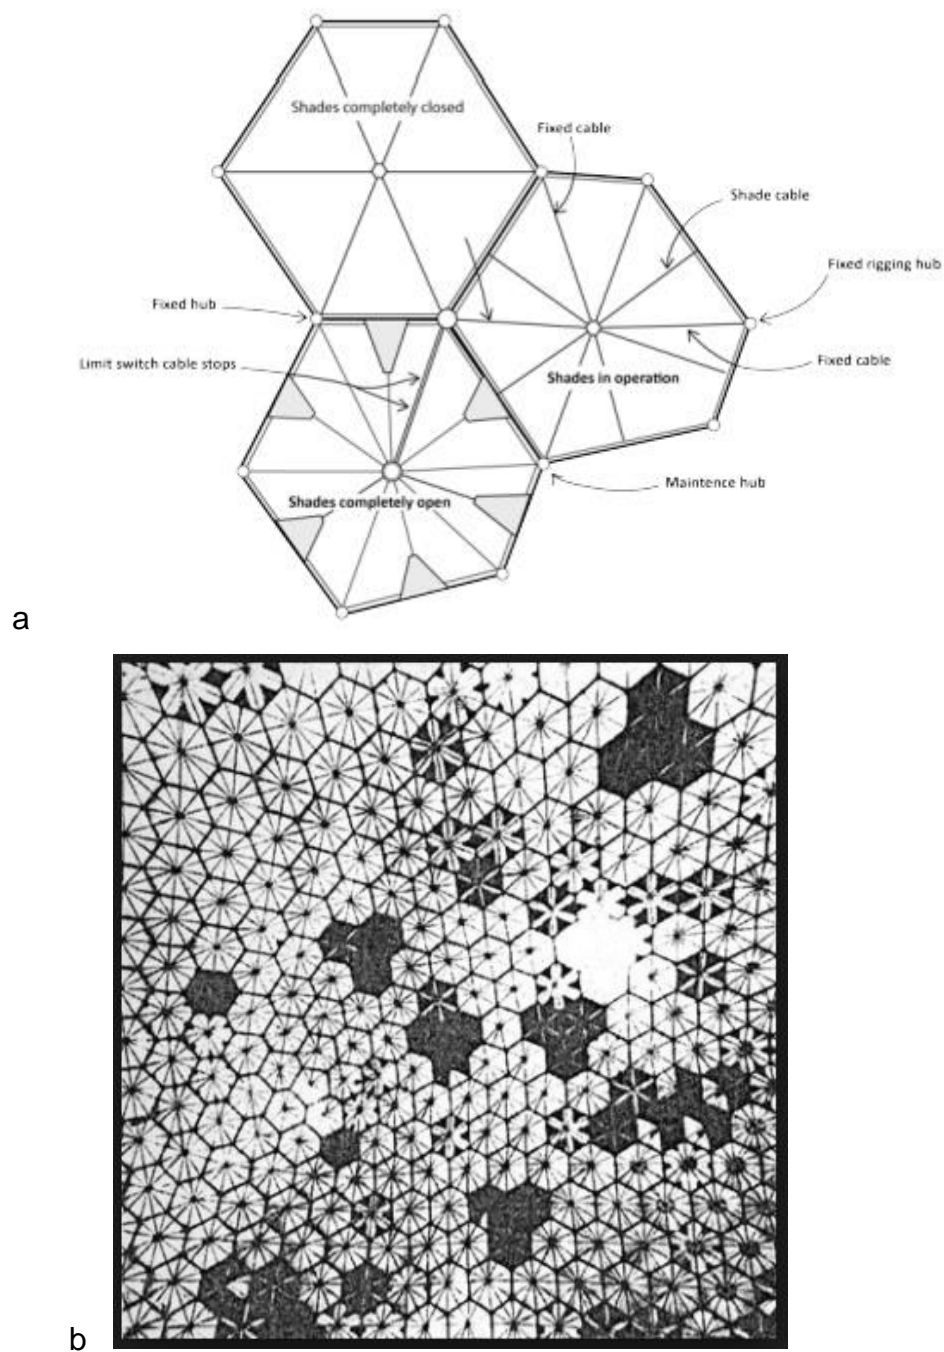 Shades completely closed
Fixed cable
Shade cable
Fixed rigging hub
Fixed hub
Limit switch cable stops
Fixed cable
Shades in operation
Maintence hub
Shades completely open
a
b